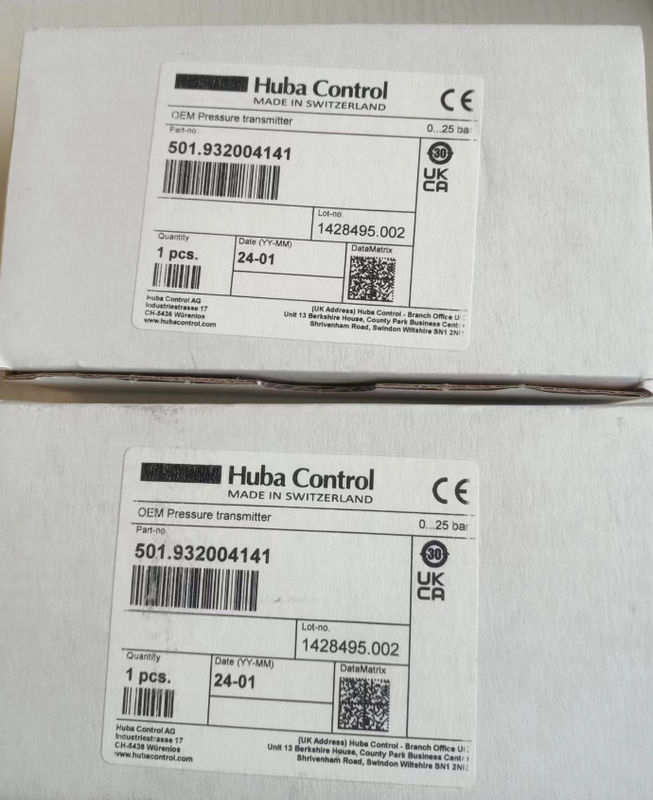 Huba Control
MADE IN SWITZERLAND
CE
OEM Pressure transmitter
0...25 bar
Part-no.
501.932004141
30
UK
CA
Lot-no.
1428495.002
Quantity
1 pcs.
Date (YY-MM)
24-01
DataMatrix
Huba Control AG
Industriestrasse 17
CH-5436 Würenlos
www.hubacontrol.com
(UK Address) Huba Control - Branch Office
Unit 13 Berkshire House, County Park Business
Shrivenham Road, Swindon Wiltshire SN1
Huba Control
MADE IN SWITZERLAND
CE
OEM Pressure transmitter
0...25 bar
Part-no.
501.932004141
30
UK
CA
Lot-no.
1428495.002
Quantity
1 pcs.
Date (YY-MM)
24-01
DataMatrix
Huba Control AG
Industriestrasse 17
CH-5436 Würenlos
www.hubacontrol.com
(UK Address) Huba Control - Branch Office
Unit 13 Berkshire House, County Park Business
Shrivenham Road, Swindon Wiltshire SN1